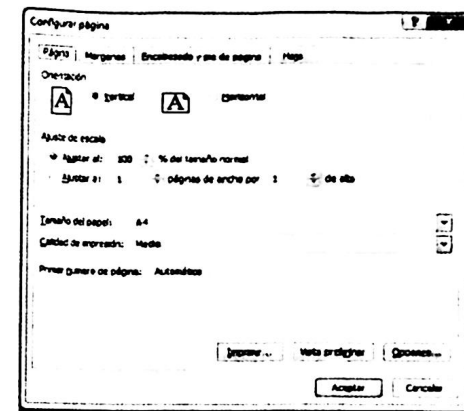 Configurar página
Página Márgenes Encabezado y pie de página Hoja
Orientación
A Vertical A Horizontal
Ajuste de escala
Ajustar al: 100 % del tamaño normal
Ajustar a: 1 páginas de ancho por 1 de alto
Tamaño del papel: A4
Calidad de impresión: Media
Primer número de página: Automático
Imprimir... Vista preliminar Opciones...
Aceptar Cancelar